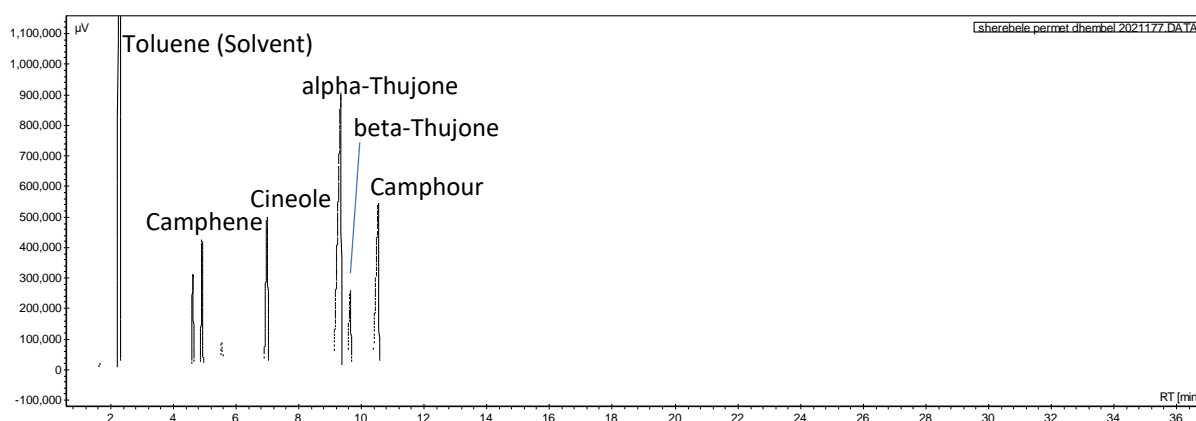 µV
sherebele permet dhembel 2021177.DATA
Toluene (Solvent)
alpha-Thujone
beta-Thujone
Cineole
Camphour
Camphene
1,100,000
1,000,000
900,000
800,000
700,000
600,000
500,000
400,000
300,000
200,000
100,000
0
-100,000
RT [min
2 4 6 8 10 12 14 16 18 20 22 24 26 28 30 32 34 36